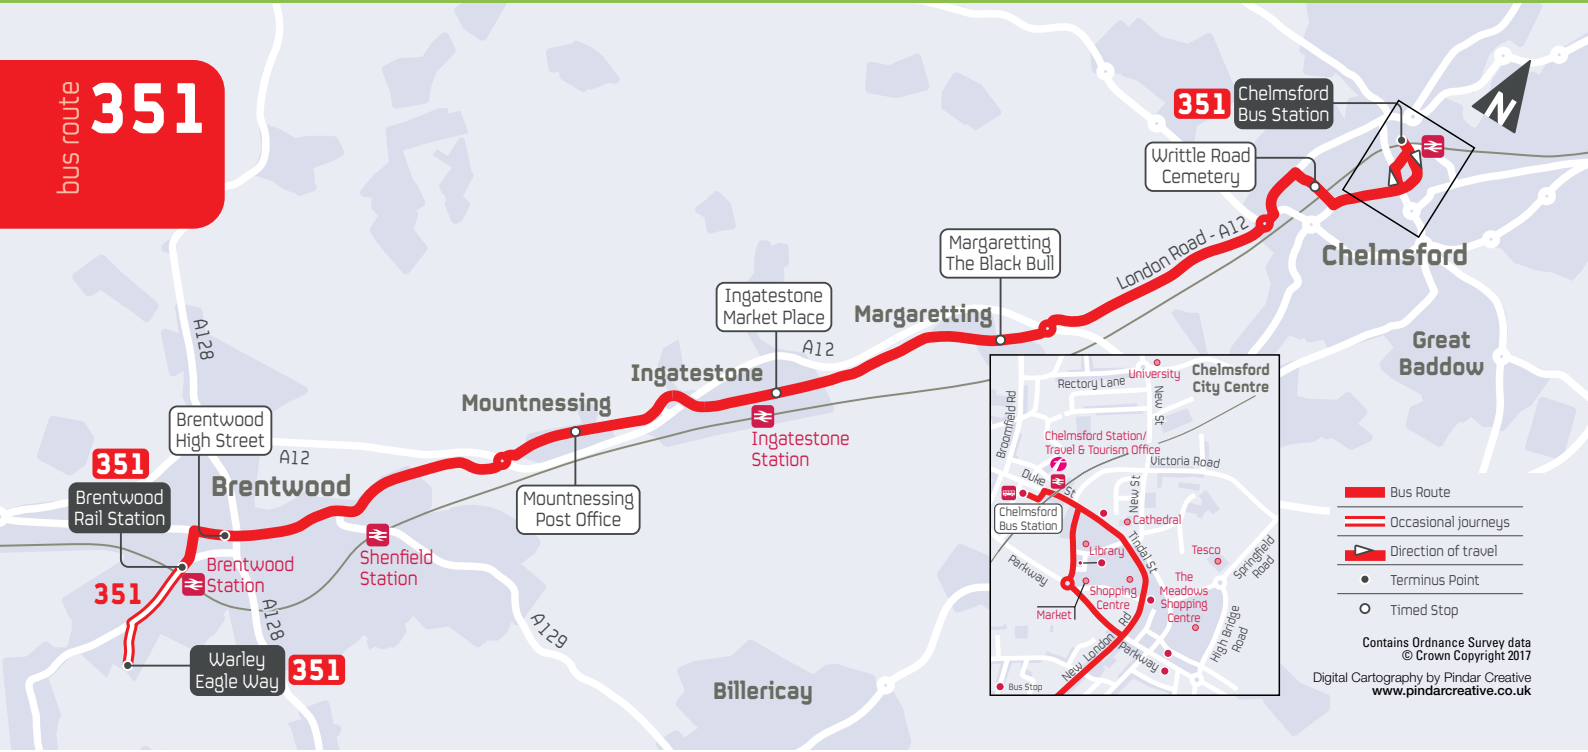 bus route
351
351
Chelmsford
Bus Station
N
Writtle Road
Cemetery
London Road - A12
Chelmsford
Margaretting
The Black Bull
Margaretting
Ingatestone
Market Place
A12
Ingatestone
Ingatestone
Station
Mountnessing
Mountnessing
Post Office
Great
Baddow
A128
Brentwood
High Street
A12
Brentwood
351
Brentwood
Rail Station
Brentwood
Station
Shenfield
Station
351
A128
A129
Warley
Eagle Way
351
Billericay
Chelmsford
City Centre
University
Rectory Lane
New St
Broomfield Rd
Chelmsford Station/
Travel & Tourism Office
Victoria Road
Duke St
New St
Chelmsford
Bus Station
Cathedral
Library
Tindal St
Tesco
Springfield
Road
Parkway
Shopping
Centre
The
Meadows
Shopping
Centre
Market
New London Rd
Parkway
High Bridge
Road
Bus Stop
Bus Route
Occasional journeys
Direction of travel
Terminus Point
Timed Stop
Contains Ordnance Survey data
© Crown Copyright 2017
Digital Cartography by Pindar Creative
www.pindarcreative.co.uk